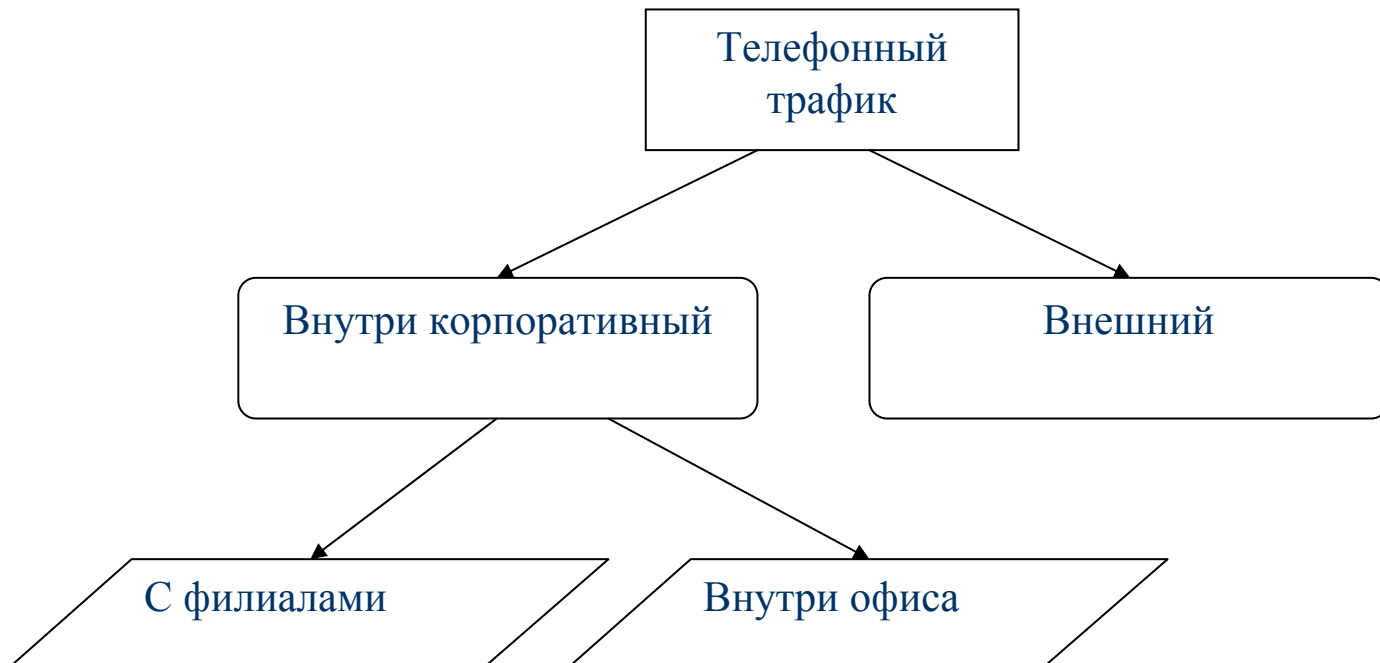 Телефонный
трафик
Внутри корпоративный
Внешний
С филиалами
Внутри офиса